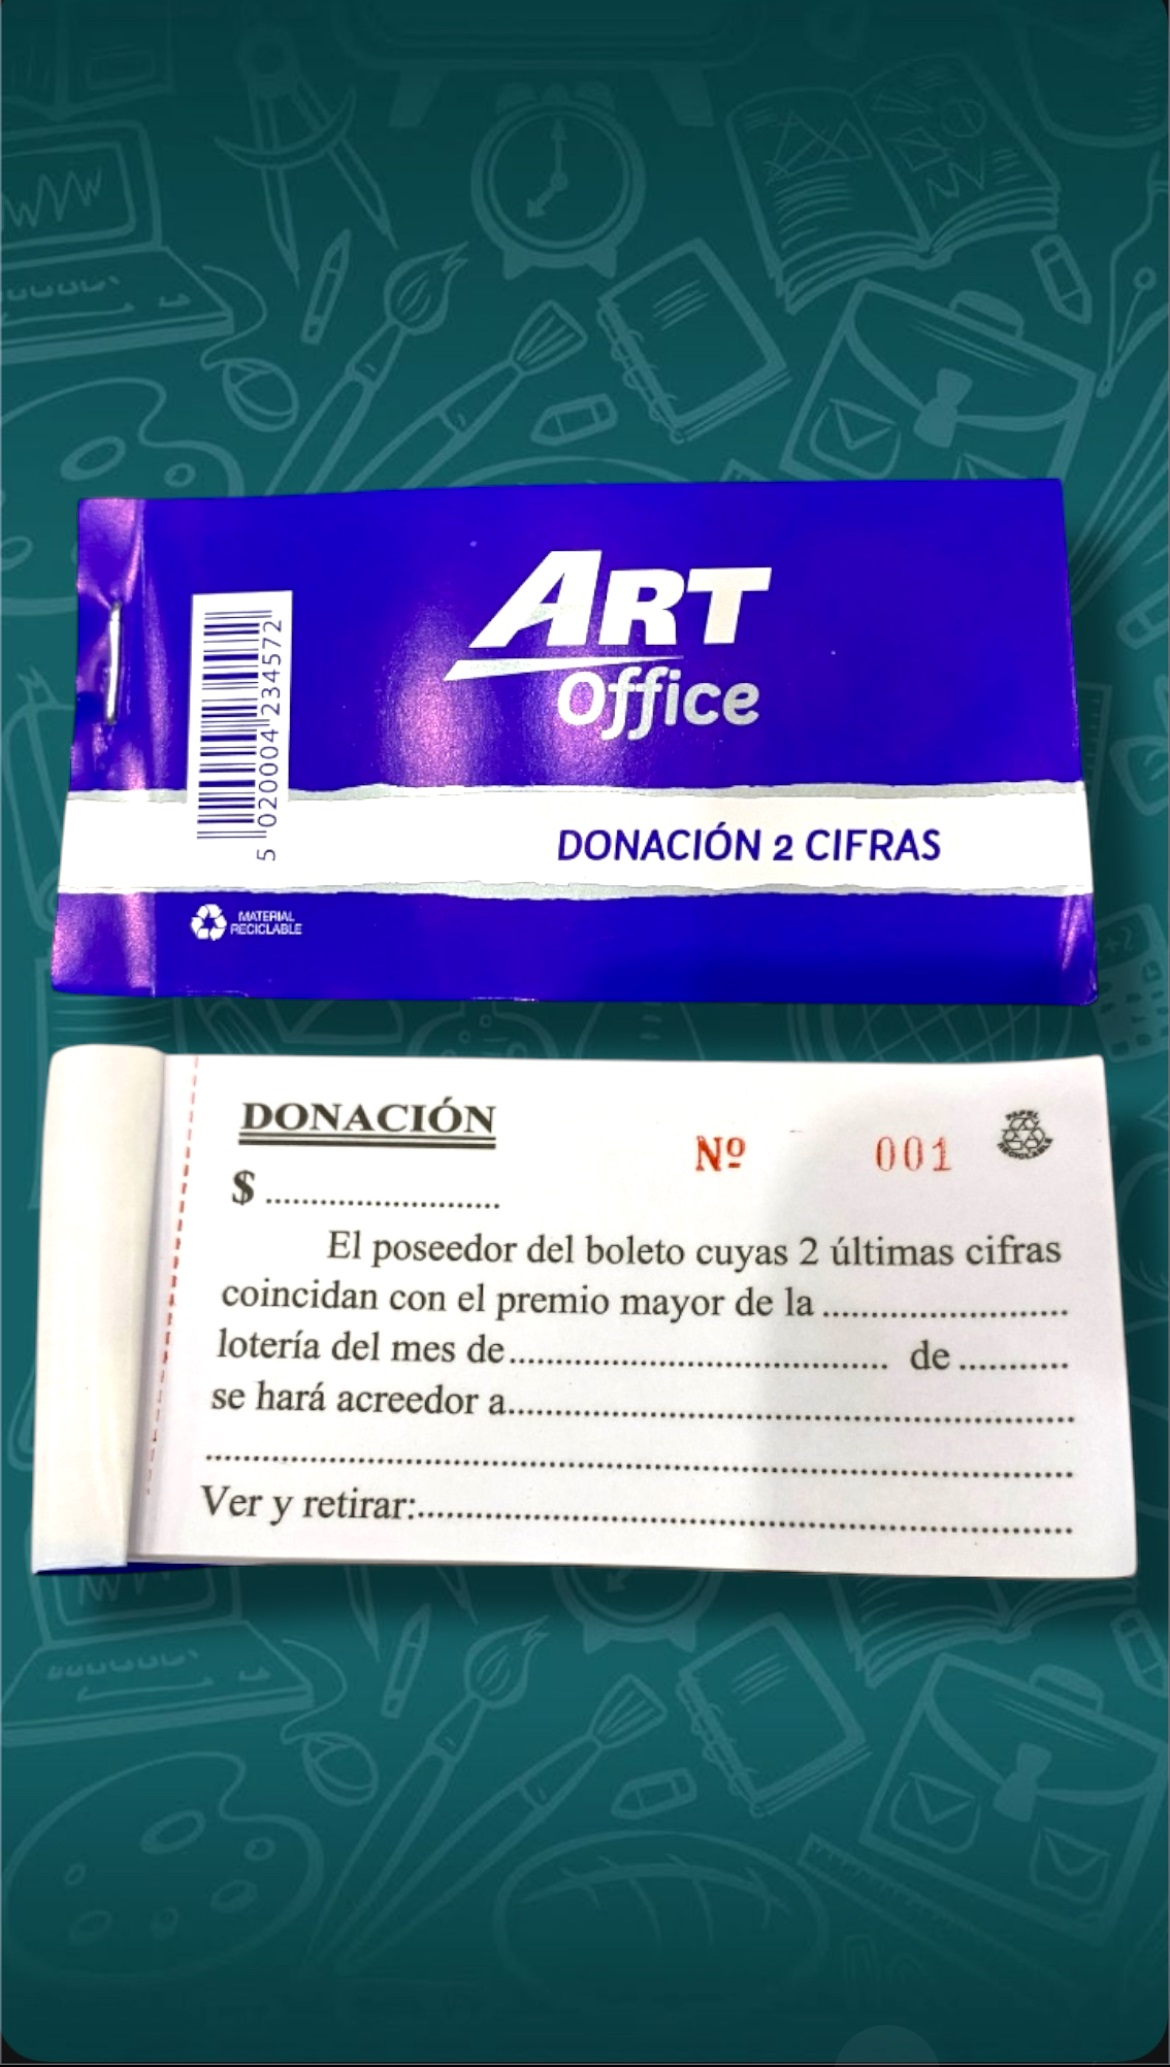 ART
Office
5 020004 234572
DONACIÓN 2 CIFRAS
MATERIAL
RECICLABLE
DONACIÓN
Nº 001
PAPEL
RECICLABLE
$ ..........................
El poseedor del boleto cuyas 2 últimas cifras
coincidan con el premio mayor de la ..........................
lotería del mes de........................................ de ............
se hará acreedor a............................................................
............................................................................................
Ver y retirar:......................................................................